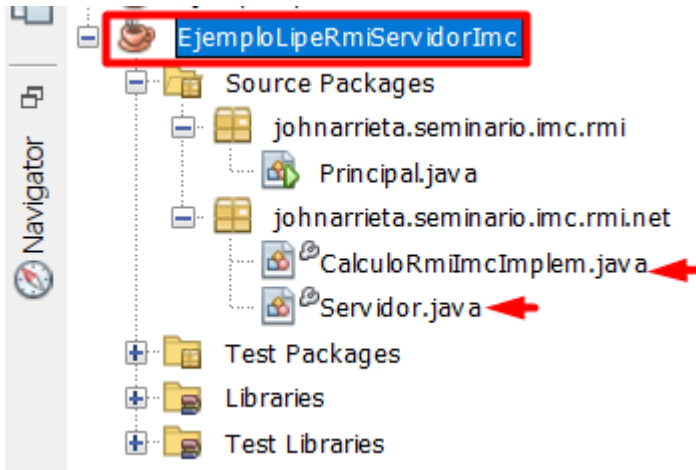 EjemploLipeRmiServidorImc
Source Packages
johnarrieta.seminario.imc.rmi
Principal.java
johnarrieta.seminario.imc.rmi.net
CalculoRmiImcImplem.java
Servidor.java
Test Packages
Libraries
Test Libraries
Navigator